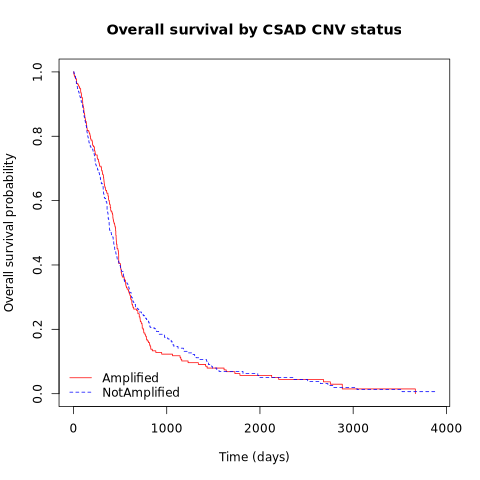 Overall survival by CSAD CNV status
Overall survival probability
1.0
0.8
0.6
0.4
0.2
0.0
Amplified
NotAmplified
0 1000 2000 3000 4000
Time (days)